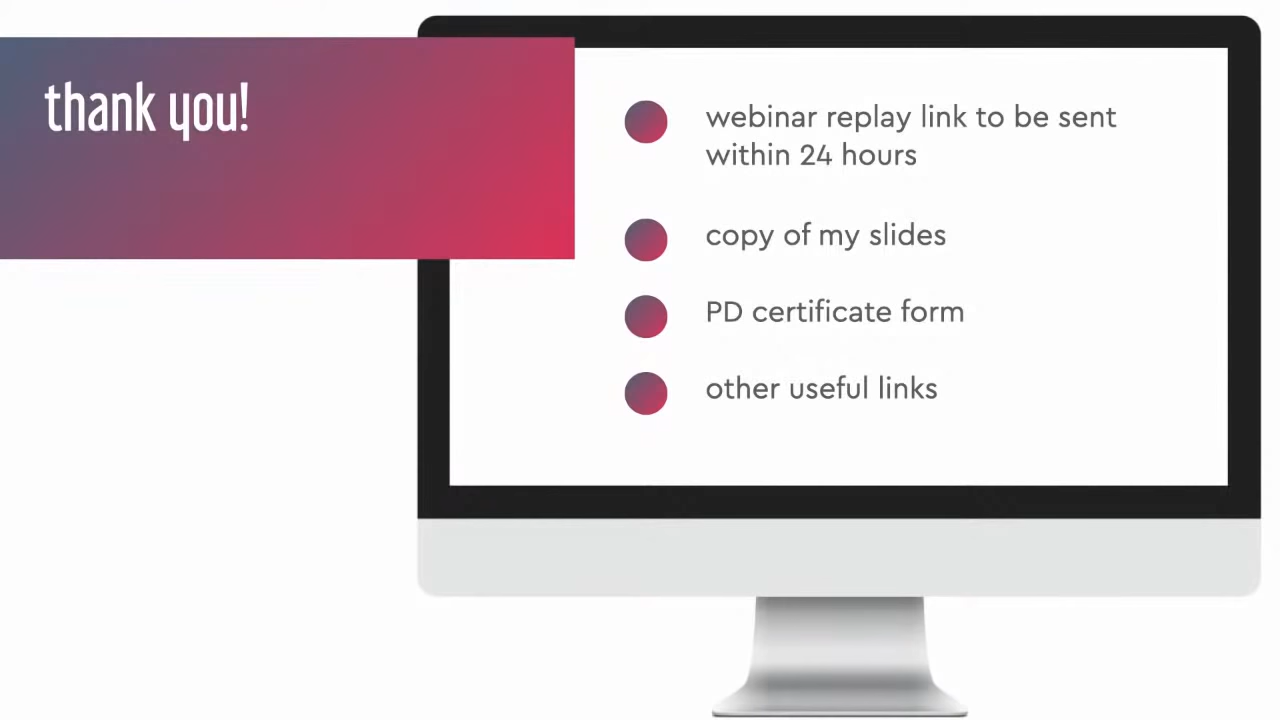 thank you!
webinar replay link to be sent
within 24 hours
copy of my slides
PD certificate form
other useful links